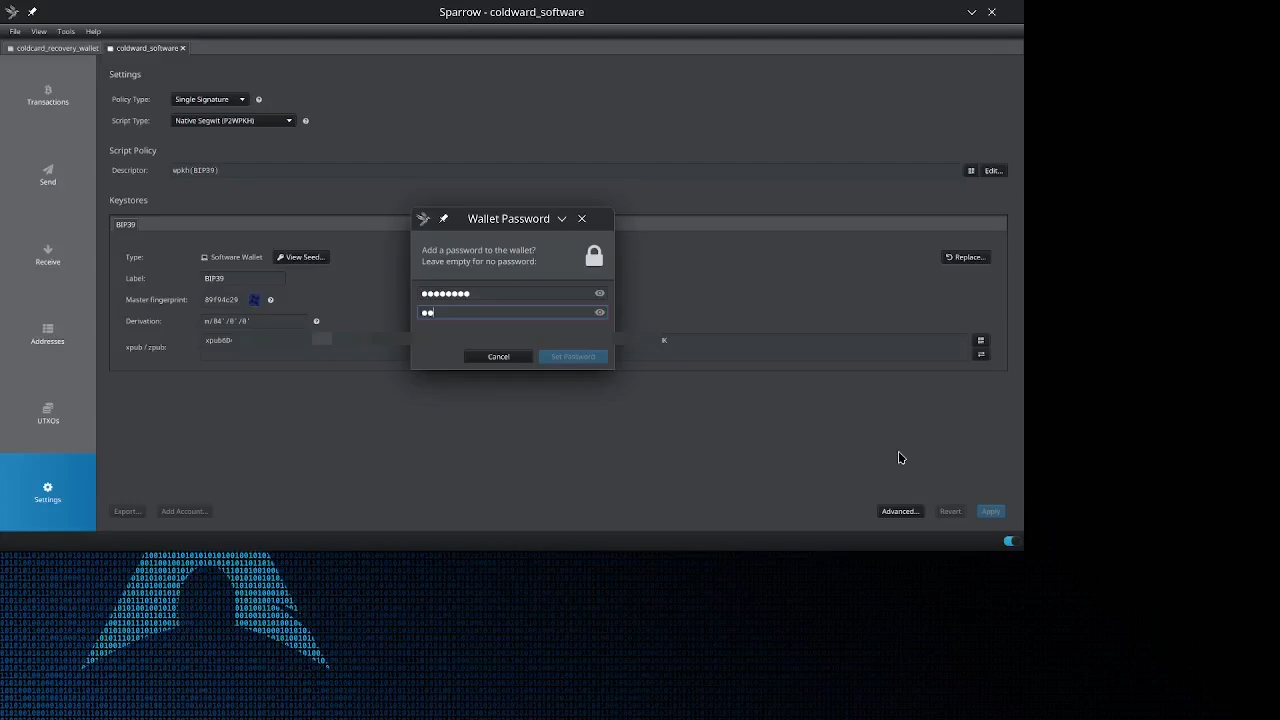 Sparrow - coldward_software
File View Tools Help
coldcard_recovery_wallet coldward_software
Settings
Policy Type: Single Signature
Script Type: Native Segwit (P2WPKH)
Script Policy
Descriptor: wpkh(BIP39) Edit...
Keystores
BIP39
Type: Software Wallet View Seed... Replace...
Label: BIP39
Master fingerprint: 89f94c29
Derivation: m/84'/0'/0'
xpub / zpub:
Transactions
Send
Receive
Addresses
UTXOs
Settings
Wallet Password
Add a password to the wallet?
Leave empty for no password:
●●●●●●●●
●●
Cancel Set Password
Export... Add Account... Advanced... Revert Apply